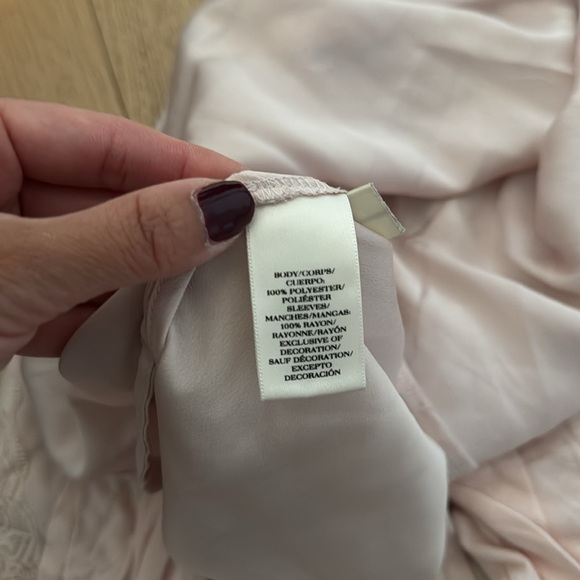 BODY/CORPS/
CUERPO:
100% POLYESTER/
POLIÉSTER
SLEEVES/
MANCHES/MANGAS:
100% RAYON/
RAYONNE/RAYÓN
EXCLUSIVE OF
DECORATION/
SAUF DÉCORATION/
EXCEPTO
DECORACIÓN